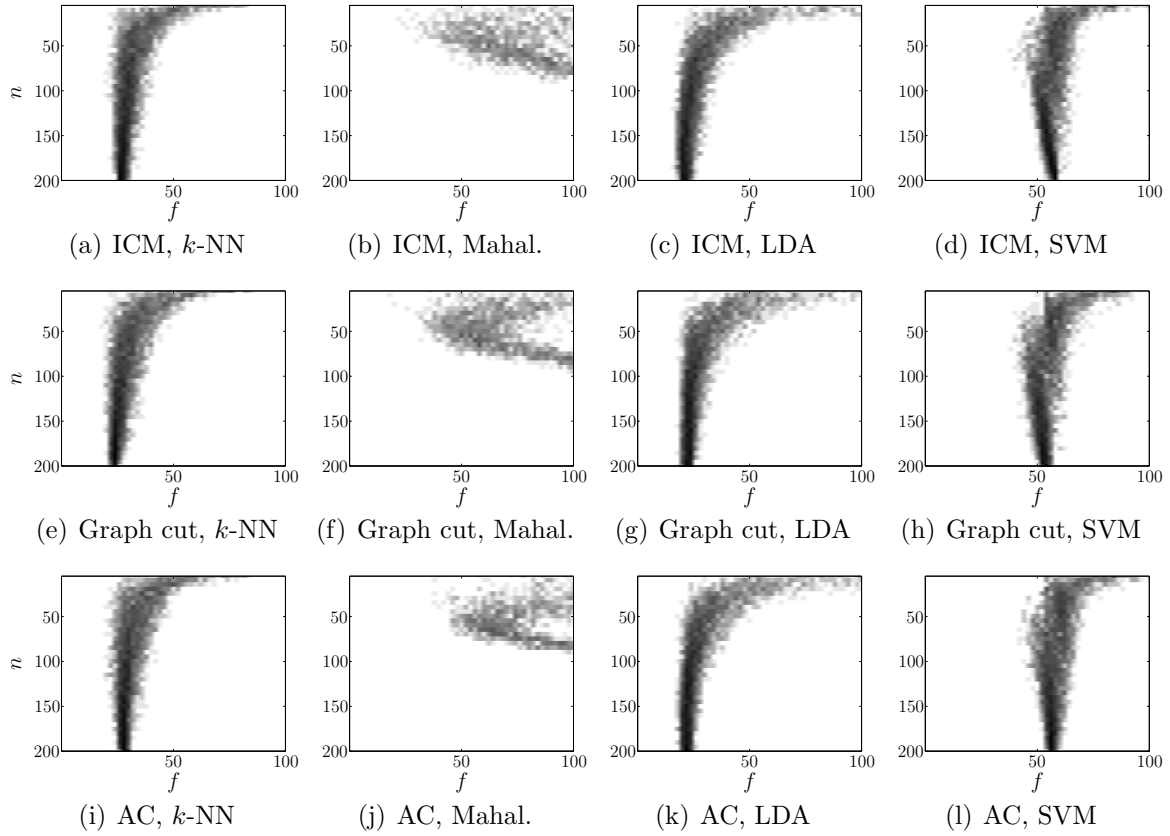 50
100
150
200
n
50
100
f
(a) ICM, k-NN
50
100
150
200
50
100
f
(b) ICM, Mahal.
50
100
150
200
50
100
f
(c) ICM, LDA
50
100
150
200
50
100
f
(d) ICM, SVM
50
100
150
200
n
50
100
f
(e) Graph cut, k-NN
50
100
150
200
50
100
f
(f) Graph cut, Mahal.
50
100
150
200
50
100
f
(g) Graph cut, LDA
50
100
150
200
50
100
f
(h) Graph cut, SVM
50
100
150
200
n
50
100
f
(i) AC, k-NN
50
100
150
200
50
100
f
(j) AC, Mahal.
50
100
150
200
50
100
f
(k) AC, LDA
50
100
150
200
50
100
f
(l) AC, SVM